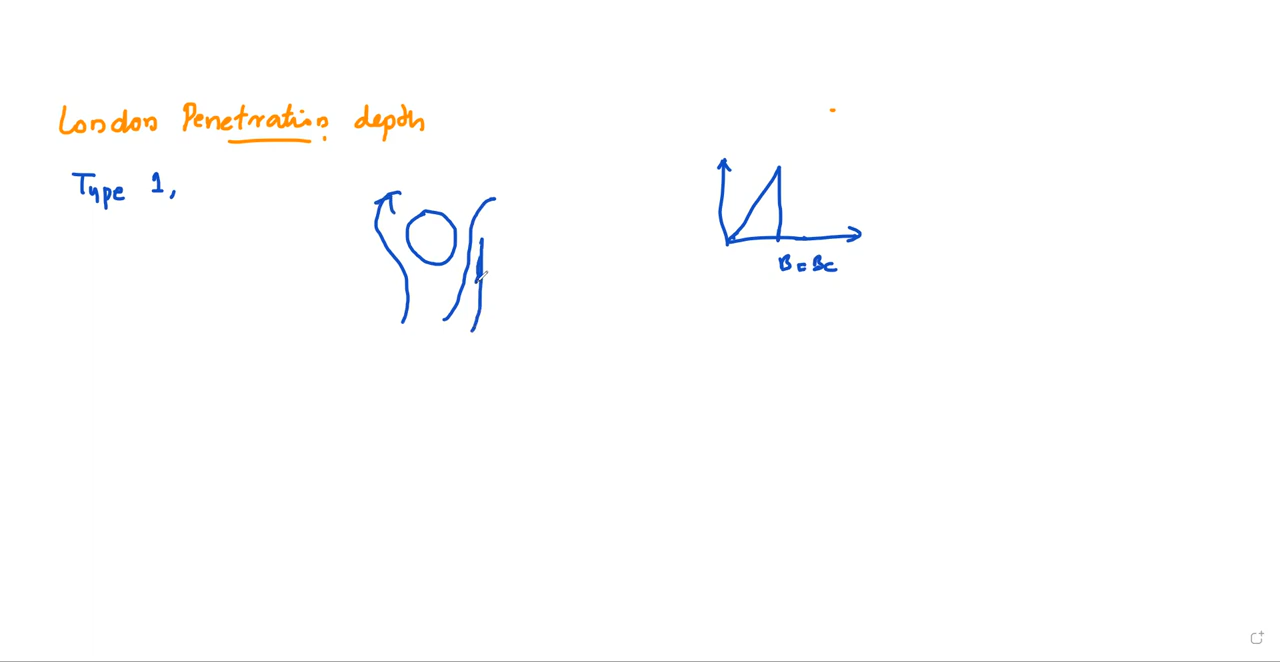 London Penetration depth
Type 1,
B = Bc